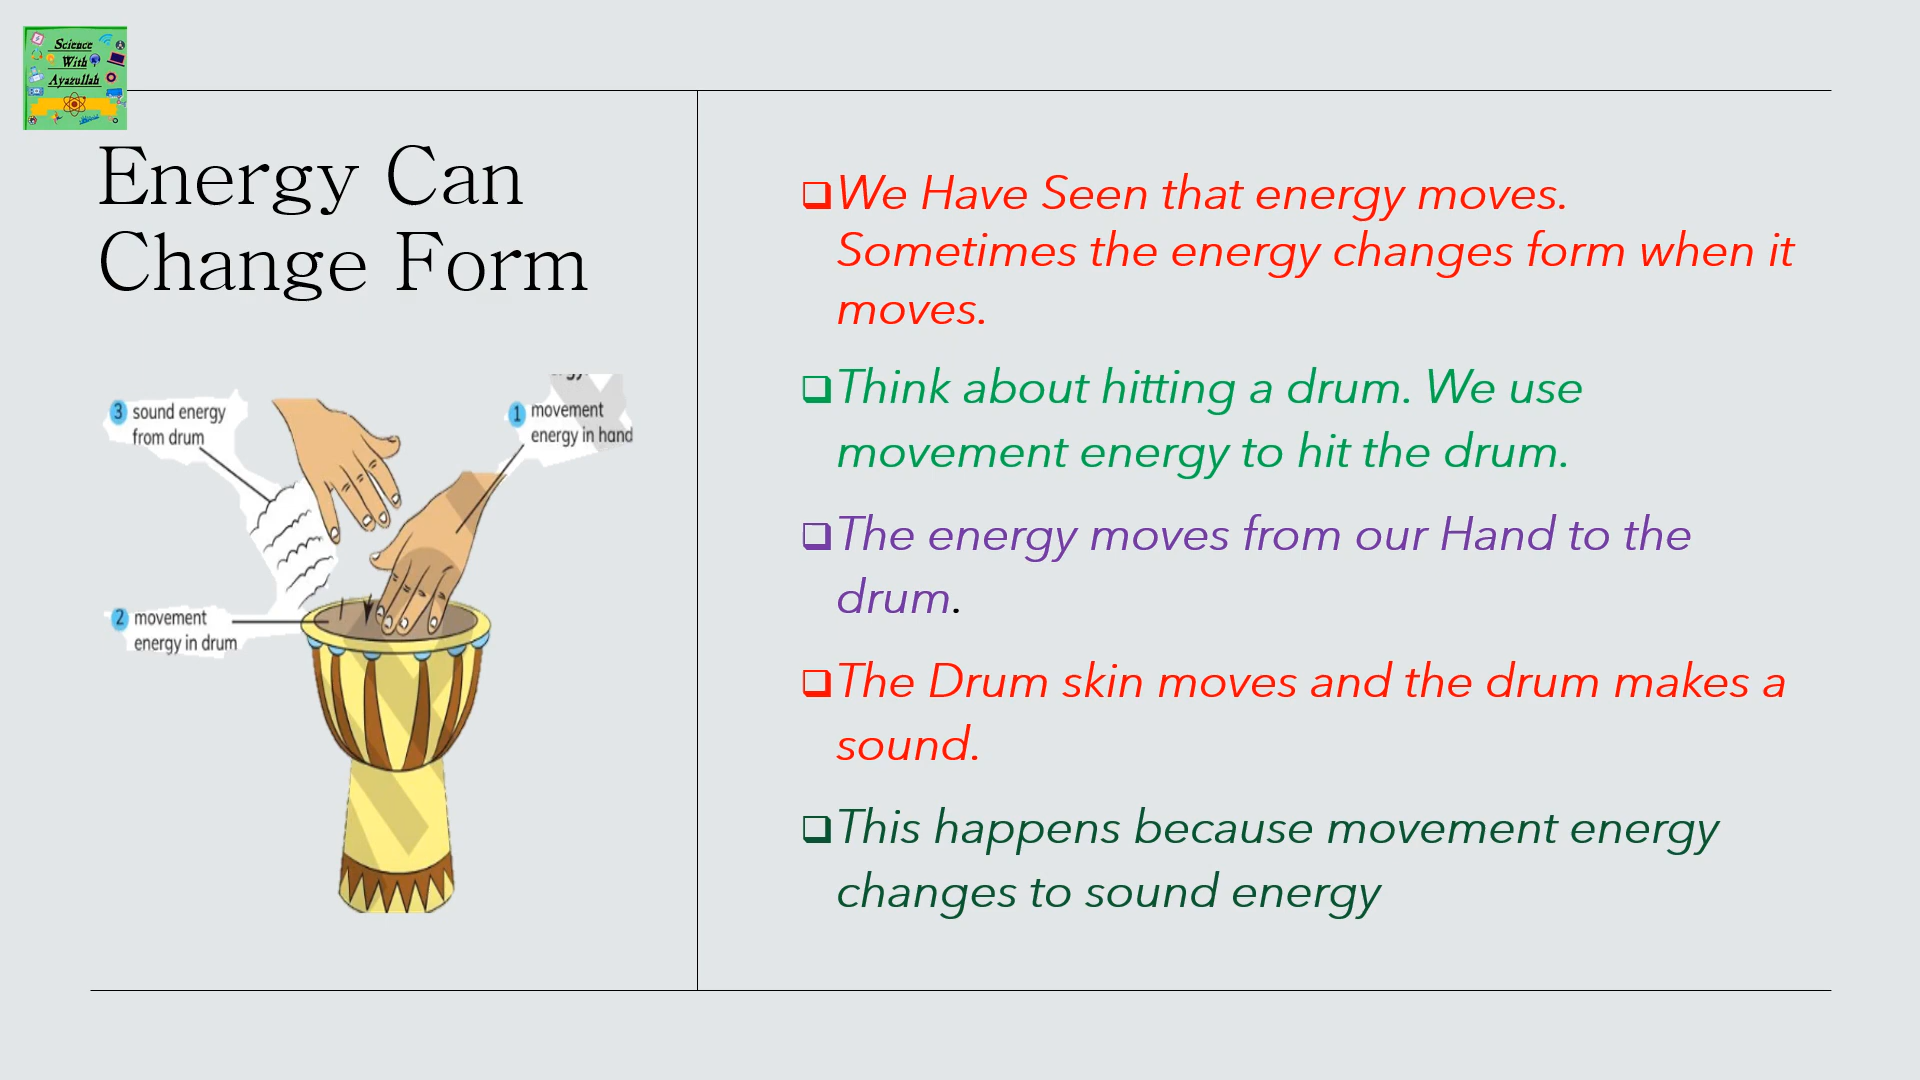 Science
With
Ayazullah
Energy Can
Change Form
3 sound energy
from drum
1 movement
energy in hand
2 movement
energy in drum
We Have Seen that energy moves.
Sometimes the energy changes form when it
moves.
Think about hitting a drum. We use
movement energy to hit the drum.
The energy moves from our Hand to the
drum.
The Drum skin moves and the drum makes a
sound.
This happens because movement energy
changes to sound energy